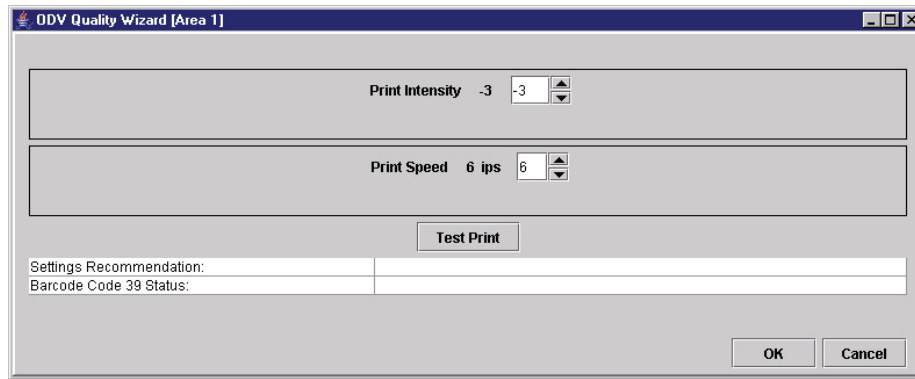 ODV Quality Wizard [Area 1]
Print Intensity -3 -3
Print Speed 6 ips 6
Test Print
Settings Recommendation:
Barcode Code 39 Status:
OK Cancel